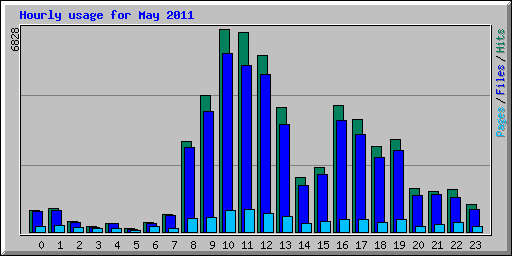 Hourly usage for May 2011
6828
Pages/Files/Hits
0 1 2 3 4 5 6 7 8 9 10 11 12 13 14 15 16 17 18 19 20 21 22 23